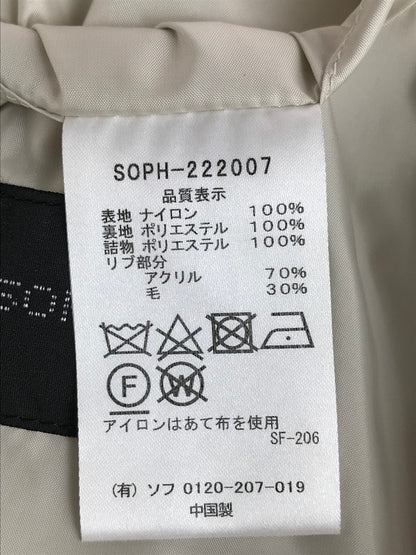 SOPH-222007
品質表示
表地 ナイロン 100%
裏地 ポリエステル 100%
詰物 ポリエステル 100%
リブ部分
アクリル 70%
毛 30%
F W
アイロンはあて布を使用
SF-206
(有) ソフ 0120-207-019
中国製